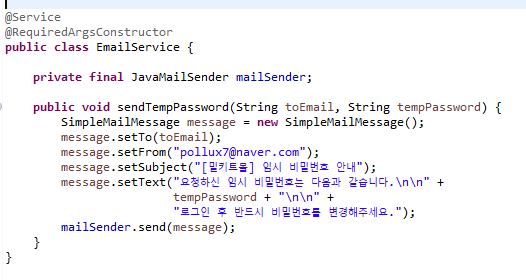 @Service
@RequiredArgsConstructor
public class EmailService {
private final JavaMailSender mailSender;
public void sendTempPassword(String toEmail, String tempPassword) {
SimpleMailMessage message = new SimpleMailMessage();
message.setTo(toEmail);
message.setFrom("pollux7@naver.com");
message.setSubject("[밀키트몰] 임시 비밀번호 안내");
message.setText("요청하신 임시 비밀번호는 다음과 같습니다.\n\n" +
tempPassword + "\n\n" +
"로그인 후 반드시 비밀번호를 변경해주세요.");
mailSender.send(message);
}
}